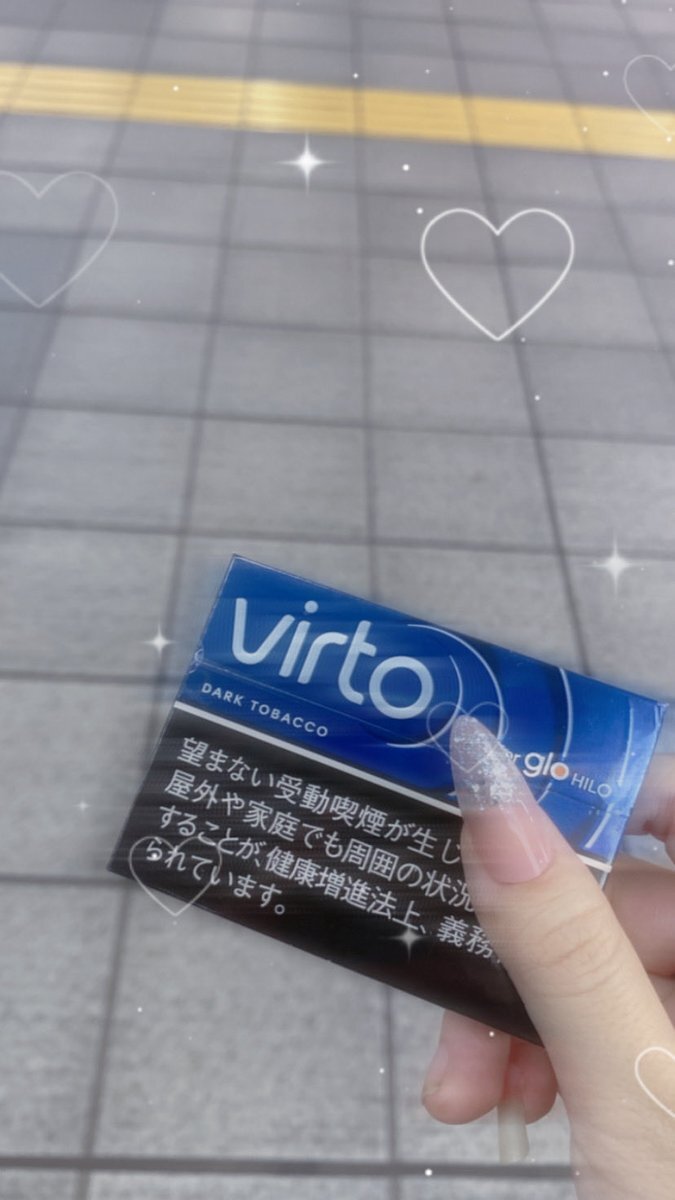 virto
DARK TOBACCO
glo HILO
望まない受動喫煙が生じ
屋外や家庭でも周囲の状況
することが、健康増進法上、義務
られています。